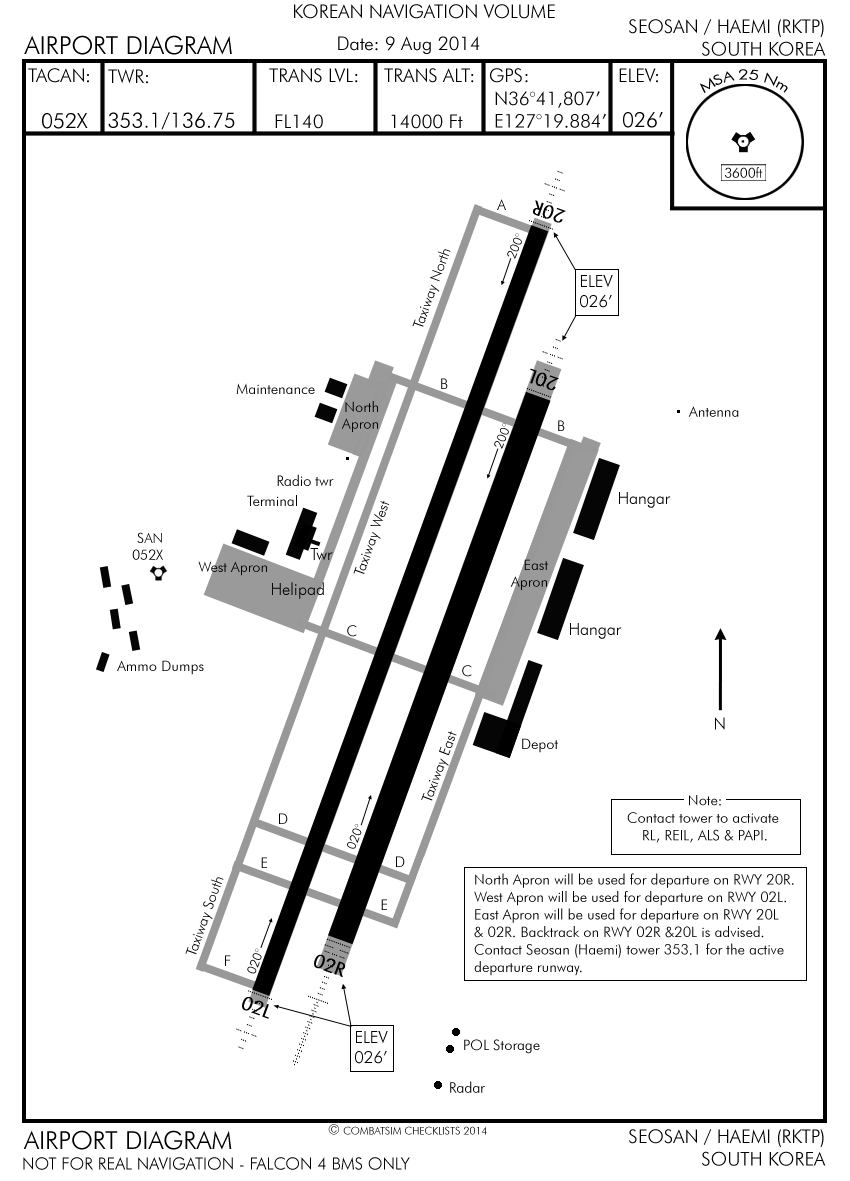 KOREAN NAVIGATION VOLUME
AIRPORT DIAGRAM
Date: 9 Aug 2014
SEOSAN / HAEMI (RKTP)
SOUTH KOREA
TACAN:
052X
TWR:
353.1/136.75
TRANS LVL:
FL140
TRANS ALT:
14000 Ft
GPS:
N36°41,807’
E127°19.884’
ELEV:
026’
MSA 25 Nm
3600ft
A
20R
200°
ELEV
026’
Taxiway North
20L
Maintenance
B
North
Apron
200°
B
Antenna
Radio twr
Terminal
Hangar
Taxiway West
SAN
052X
Twr
West Apron
East
Apron
Helipad
C
Hangar
Ammo Dumps
C
N
Depot
Taxiway East
Note:
Contact tower to activate
RL, REIL, ALS & PAPI.
D
020°
E
D
E
North Apron will be used for departure on RWY 20R.
West Apron will be used for departure on RWY 02L.
East Apron will be used for departure on RWY 20L
& 02R. Backtrack on RWY 02R &20L is advised.
Contact Seosan (Haemi) tower 353.1 for the active
departure runway.
Taxiway South
F
020°
02R
02L
ELEV
026’
POL Storage
Radar
AIRPORT DIAGRAM
NOT FOR REAL NAVIGATION - FALCON 4 BMS ONLY
© COMBATSIM CHECKLISTS 2014
SEOSAN / HAEMI (RKTP)
SOUTH KOREA